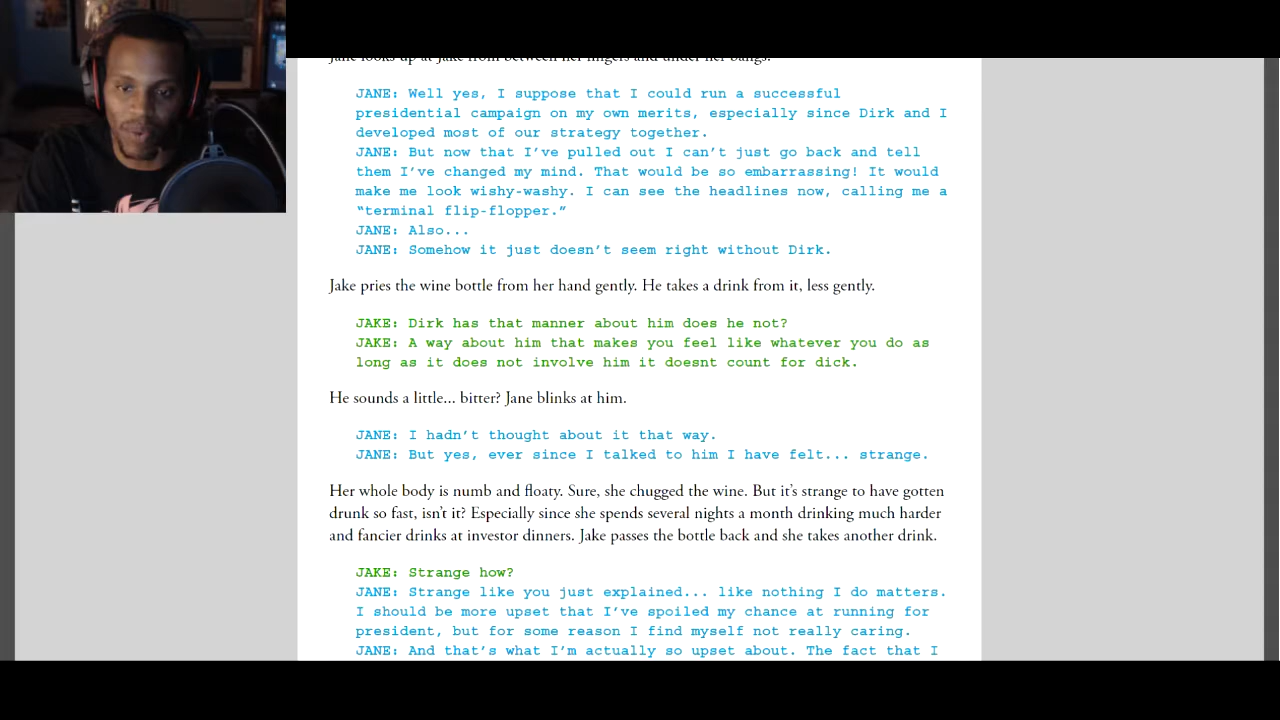 Jane looks up at Jake from between her fingers and under her bangs.
JANE: Well yes, I suppose that I could run a successful
presidential campaign on my own merits, especially since Dirk and I
developed most of our strategy together.
JANE: But now that I've pulled out I can't just go back and tell
them I've changed my mind. That would be so embarrassing! It would
make me look wishy-washy. I can see the headlines now, calling me a
“terminal flip-flopper.”
JANE: Also...
JANE: Somehow it just doesn't seem right without Dirk.
Jake pries the wine bottle from her hand gently. He takes a drink from it, less gently.
JAKE: Dirk has that manner about him does he not?
JAKE: A way about him that makes you feel like whatever you do as
long as it does not involve him it doesnt count for dick.
He sounds a little... bitter? Jane blinks at him.
JANE: I hadn't thought about it that way.
JANE: But yes, ever since I talked to him I have felt... strange.
Her whole body is numb and floaty. Sure, she chugged the wine. But it's strange to have gotten
drunk so fast, isn't it? Especially since she spends several nights a month drinking much harder
and fancier drinks at investor dinners. Jake passes the bottle back and she takes another drink.
JAKE: Strange how?
JANE: Strange like you just explained... like nothing I do matters.
I should be more upset that I've spoiled my chance at running for
president, but for some reason I find myself not really caring.
JANE: And that's what I'm actually so upset about. The fact that I